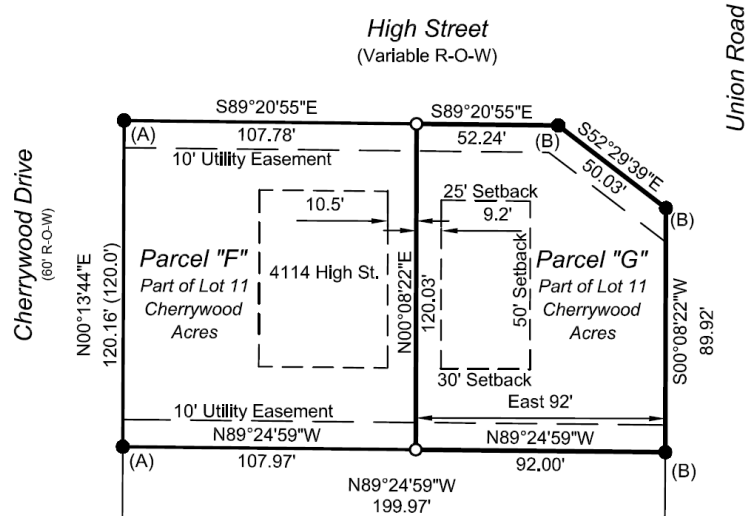 High Street
(Variable R-O-W)
Union Road
S89°20'55"E
S89°20'55"E
(A)
107.78'
52.24'
(B)
S52°29'39"E
50.03'
10' Utility Easement
Cherrywood Drive
(60' R-O-W)
N00°13'44"E
120.16' (120.0')
10.5'
25' Setback
9.2'
(B)
Parcel "F"
Part of Lot 11
Cherrywood
Acres
4114 High St.
N00°08'22"E
120.03'
50' Setback
Parcel "G"
Part of Lot 11
Cherrywood
Acres
S00°08'22"W
89.92'
30' Setback
East 92'
10' Utility Easement
N89°24'59"W
N89°24'59"W
(A)
107.97'
92.00'
(B)
N89°24'59"W
199.97'